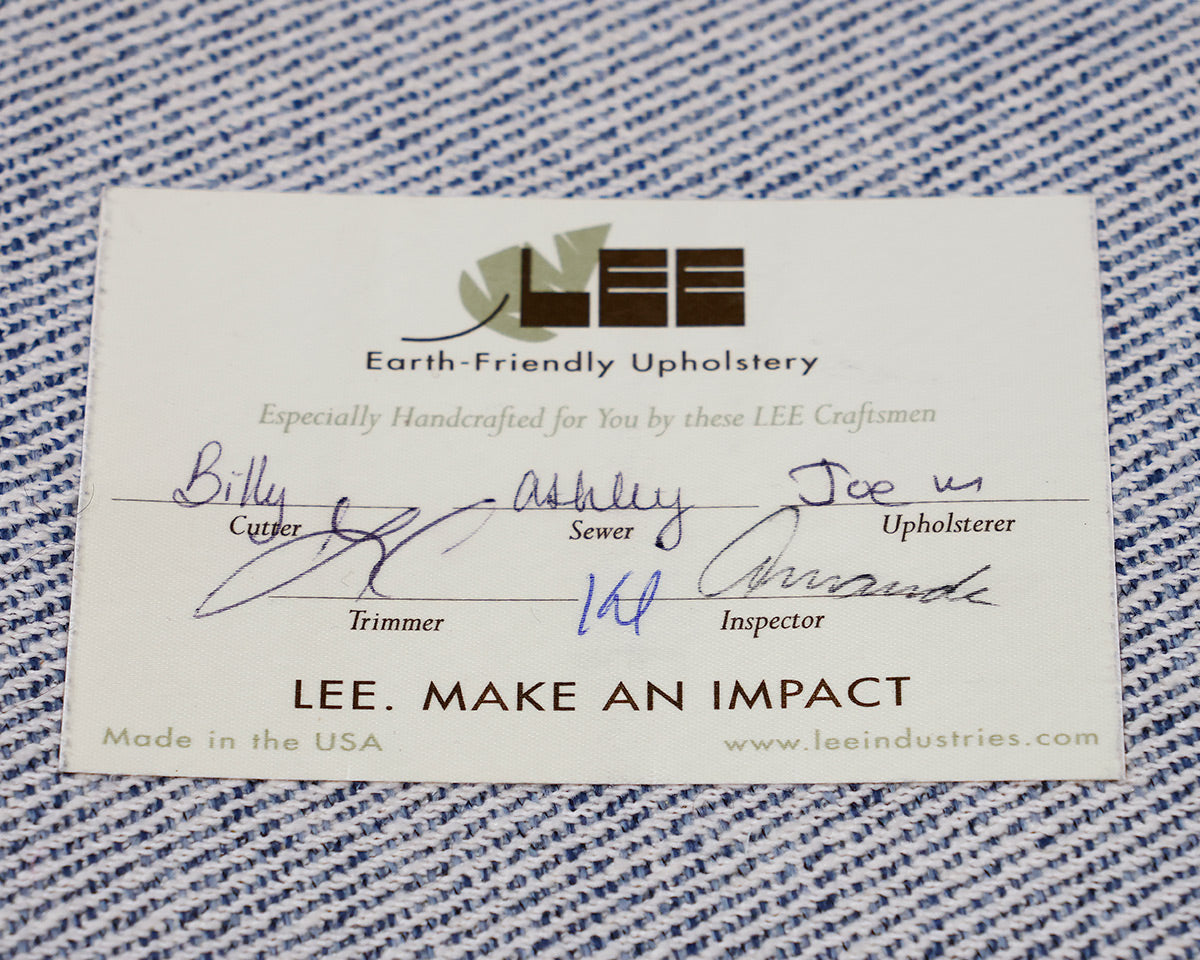 LEE
Earth-Friendly Upholstery
Especially Handcrafted for You by these LEE Craftsmen
Billy Ashley Joe M
Cutter Sewer Upholsterer
Amanda
Trimmer Inspector
LEE. MAKE AN IMPACT
Made in the USA www.leeindustries.com